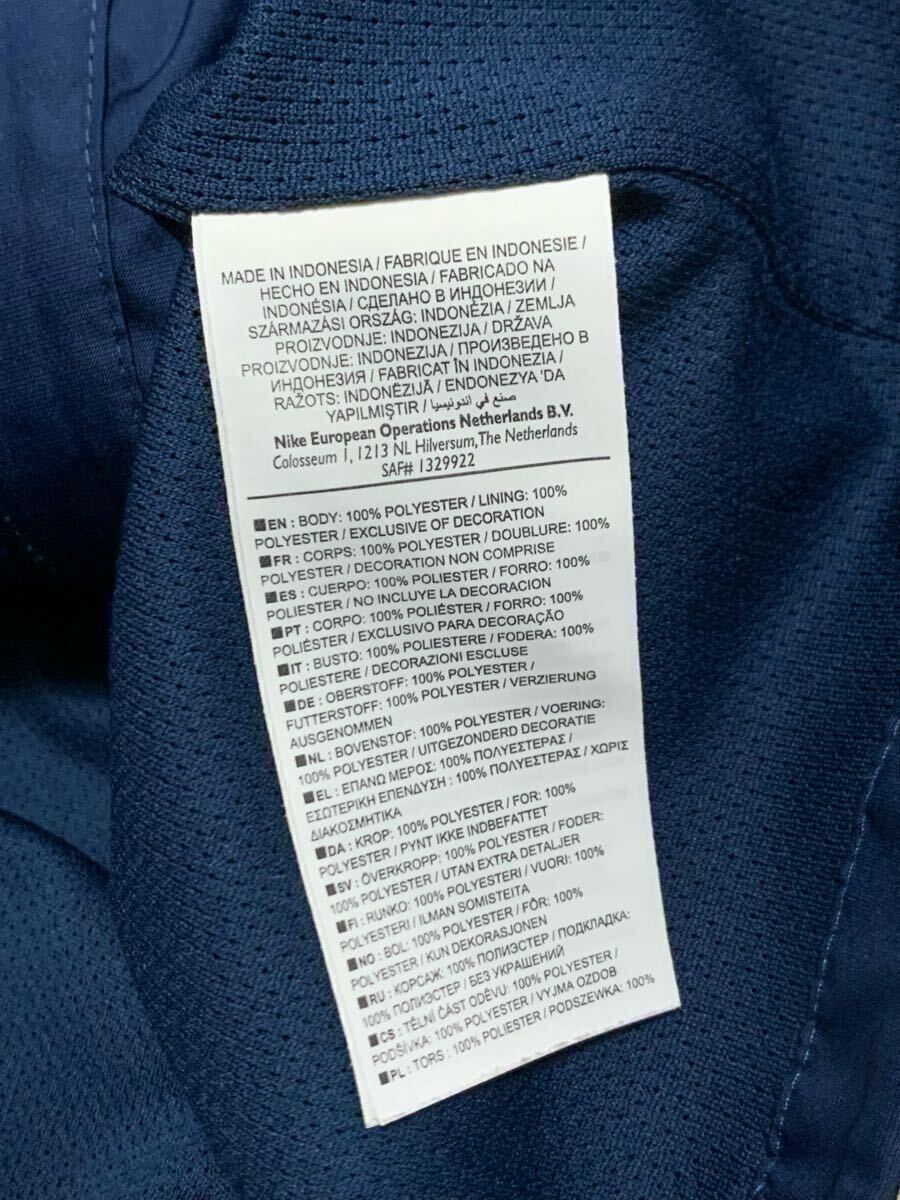 MADE IN INDONESIA / FABRIQUE EN INDONESIE /
HECHO EN INDONESIA / FABRICADO NA
INDONÉSIA / СДЕЛАНО В ИНДОНЕЗИИ /
SZÁRMAZÁSI ORSZÁG: INDONÉZIA / ZEMLJA
PROIZVODNJE: INDONEZIJA / DRŽAVA
PROIZVODNJE: INDONEZIJA / ПРОИЗВЕДЕНО В
ИНДОНЕЗИЯ / FABRICAT ÎN INDONEZIA /
RAŽOTS: INDONĒZIJĀ / ENDONEZYA 'DA
YAPILMIŞTIR / صنع في اندونيسيا
Nike European Operations Netherlands B.V.
Colosseum 1, 1213 NL Hilversum, The Netherlands
SAF# 1329922
EN : BODY: 100% POLYESTER / LINING: 100%
POLYESTER / EXCLUSIVE OF DECORATION
FR : CORPS: 100% POLYESTER / DOUBLURE: 100%
POLYESTER / DECORATION NON COMPRISE
ES : CUERPO: 100% POLIESTER / FORRO: 100%
POLIESTER / NO INCLUYE LA DECORACION
PT : CORPO: 100% POLIÉSTER / FORRO: 100%
POLIÉSTER / EXCLUSIVO PARA DECORAÇÃO
IT : BUSTO: 100% POLIESTERE / FODERA: 100%
POLIESTERE / DECORAZIONI ESCLUSE
DE : OBERSTOFF: 100% POLYESTER /
FUTTERSTOFF: 100% POLYESTER / VERZIERUNG
AUSGENOMMEN
NL : BOVENSTOF: 100% POLYESTER / VOERING:
100% POLYESTER / UITGEZONDERD DECORATIE
EL : ΕΠΑΝΩ ΜΕΡΟΣ: 100% ΠΟΛΥΕΣΤΕΡΑΣ /
ΕΣΩΤΕΡΙΚΗ ΕΠΕΝΔΥΣΗ : 100% ΠΟΛΥΕΣΤΕΡΑΣ / ΧΩΡΙΣ
ΔΙΑΚΟΣΜΗΤΙΚΑ
DA : KROP: 100% POLYESTER / FOR: 100%
POLYESTER / PYNT IKKE INDBEFATTET
SV : ÖVERKROPP: 100% POLYESTER / FODER:
100% POLYESTER / UTAN EXTRA DETALJER
FI : RUNKO: 100% POLYESTERI / VUORI: 100%
POLYESTERI / ILMAN SOMISTEITA
NO : BOL: 100% POLYESTER / FÔR: 100%
POLYESTER / KUN DEKORASJONEN
RU : КОРСАЖ: 100% ПОЛИЭСТЕР / ПОДКЛАДКА:
100% ПОЛИЭСТЕР / БЕЗ УКРАШЕНИЙ
CS : TĚLNÍ ČÁST ODĚVU: 100% POLYESTER /
PODŠÍVKA: 100% POLYESTER / VYJMA OZDOB
PL : TORS : 100% POLIESTER / PODSZEWKA: 100%